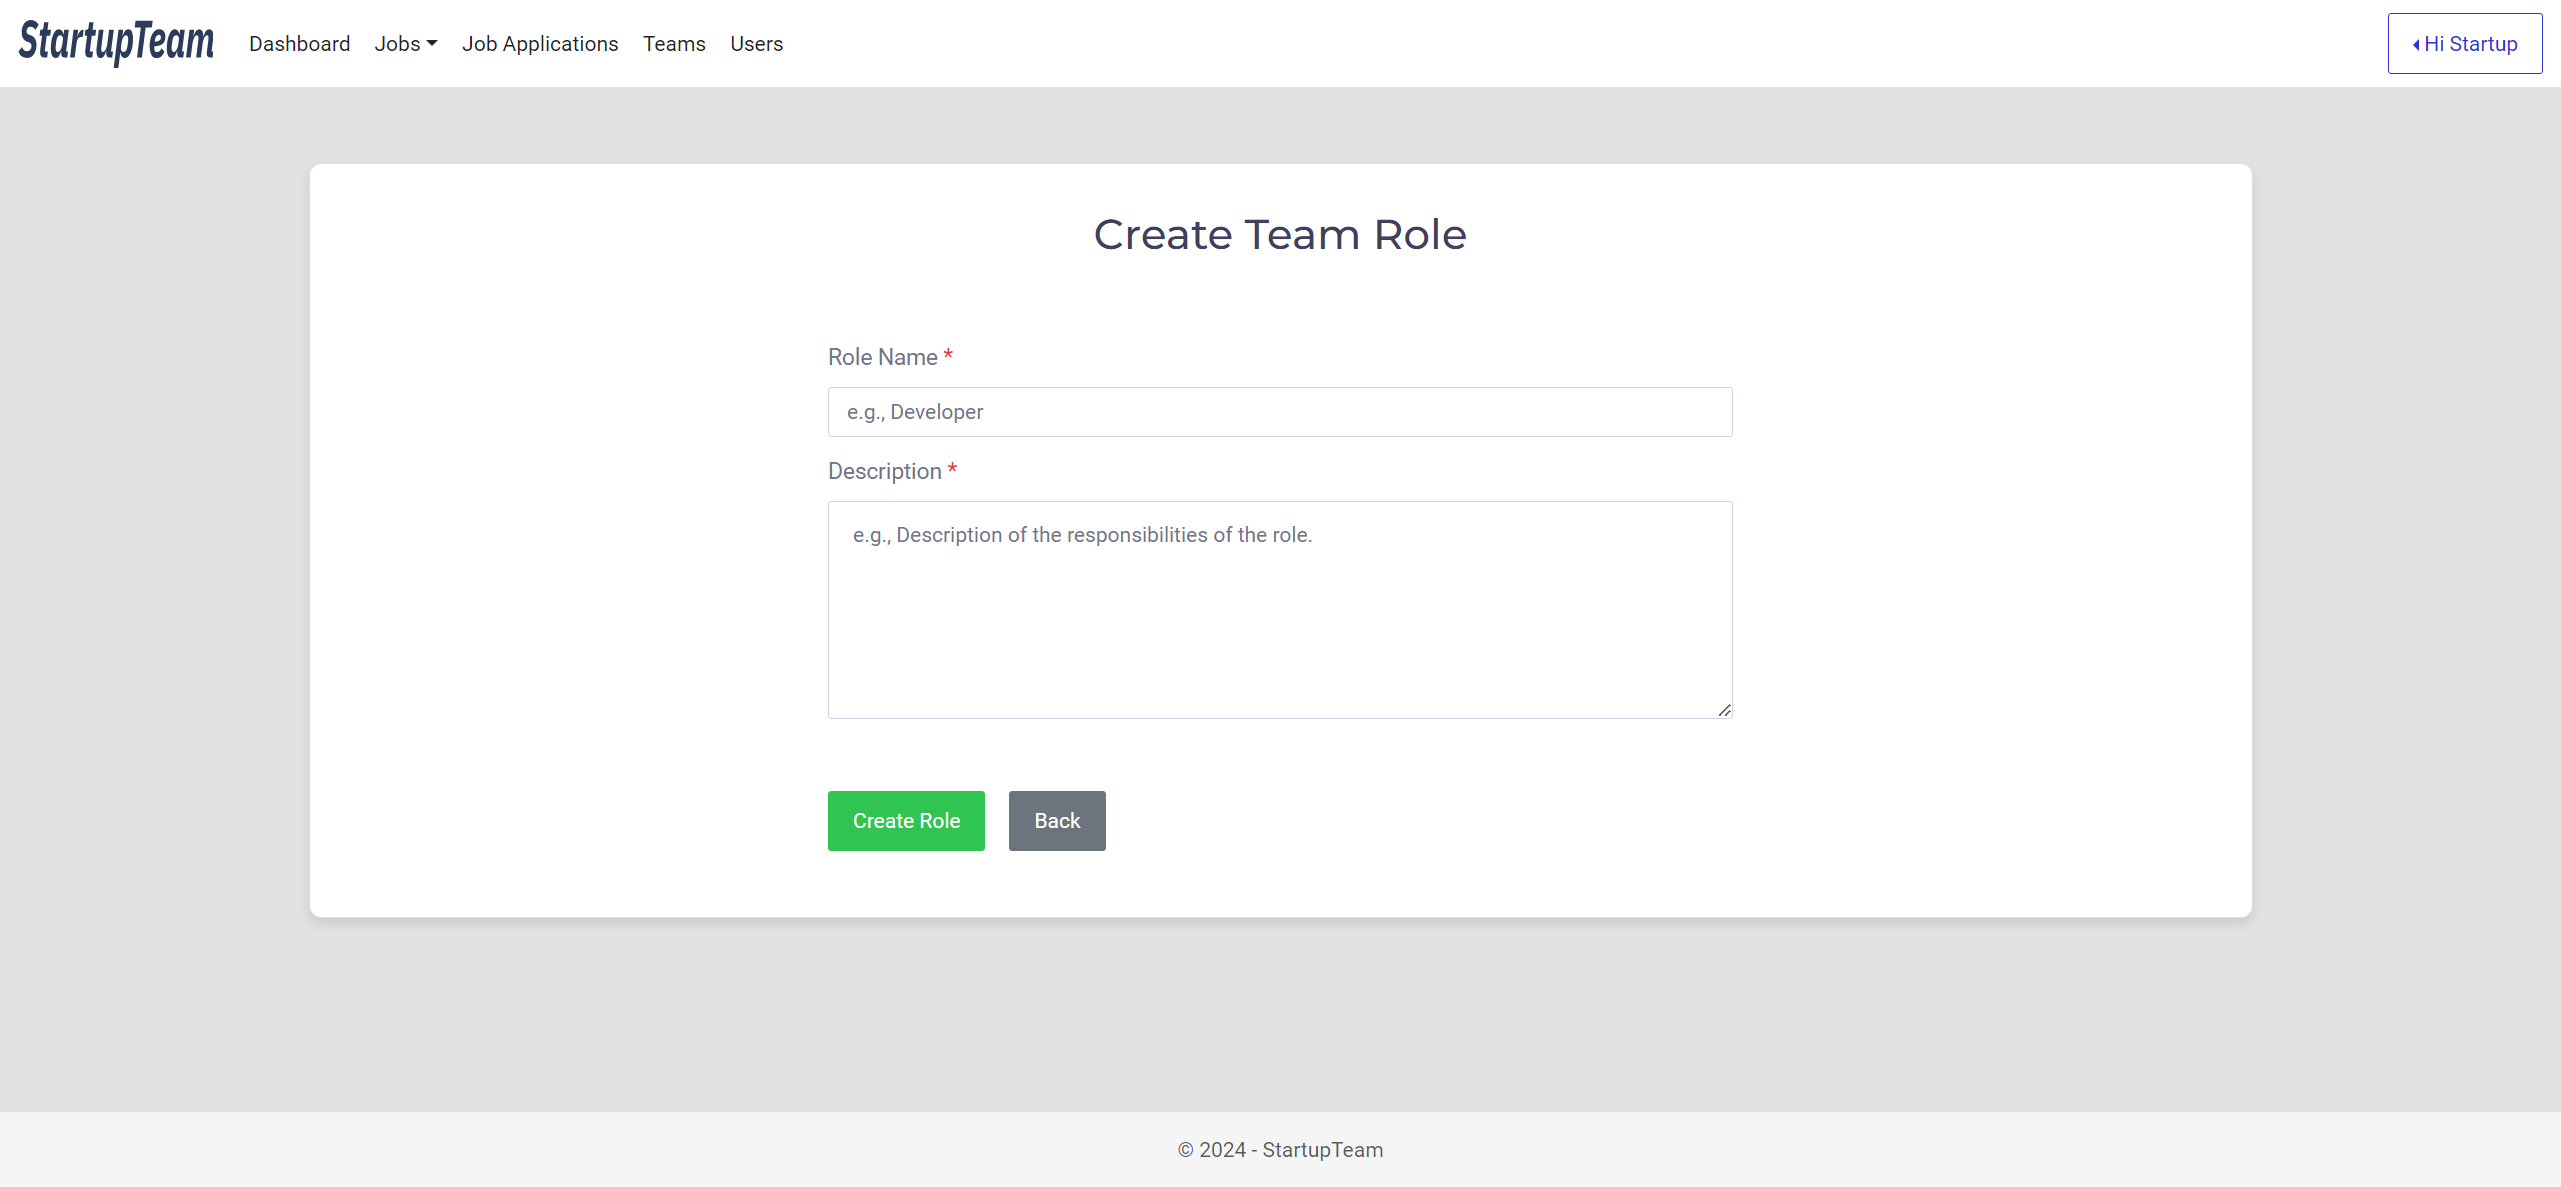 StartupTeam Dashboard Jobs Job Applications Teams Users Hi Startup
Create Team Role
Role Name *
e.g., Developer
Description *
e.g., Description of the responsibilities of the role.
Create Role Back
© 2024 - StartupTeam